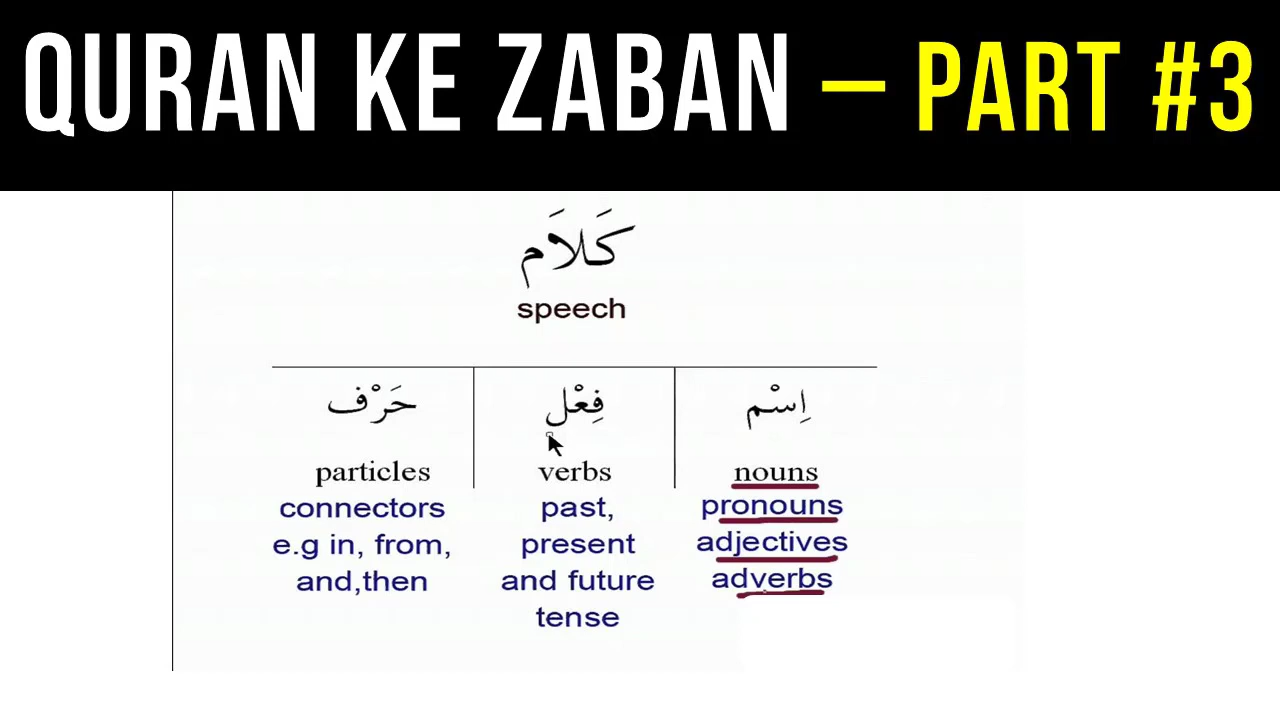 QURAN KE ZABAN – PART #3
كَلاَم
speech
اِسْم
nouns
pronouns
adjectives
adverbs
فِعْل
verbs
past,
present
and future
tense
حَرْف
particles
connectors
e.g in, from,
and,then